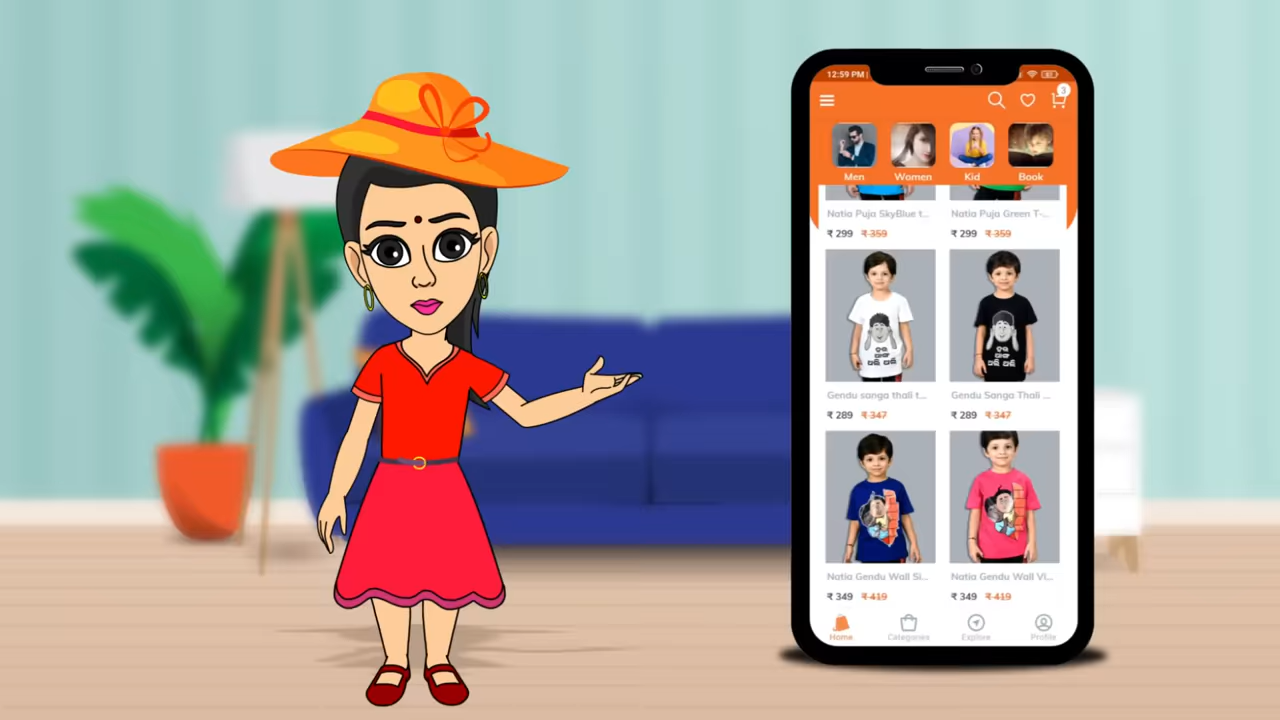 12:59 PM
3
Men Women Kid Book
Natia Puja SkyBlue t... Natia Puja Green T-...
₹ 299 ₹ 359 ₹ 299 ₹ 359
Gendu sanga thali t... Gendu Sanga Thali ...
₹ 289 ₹ 347 ₹ 289 ₹ 347
Natia Gendu Wall Si... Natia Gendu Wall Vi...
₹ 349 ₹ 419 ₹ 349 ₹ 419
Home Categories Explore Profile